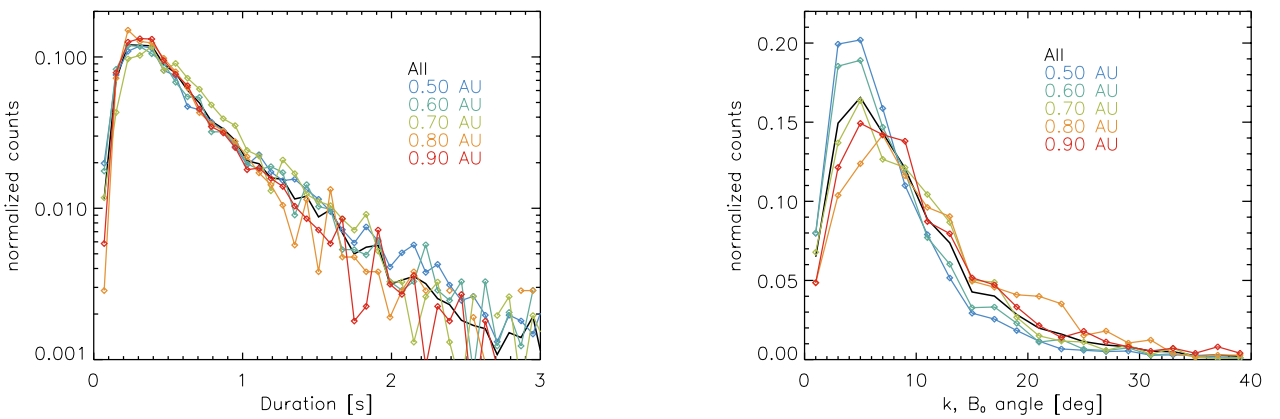 normalized counts
0.100
0.010
0.001
0
1
2
3
Duration [s]
All
0.50 AU
0.60 AU
0.70 AU
0.80 AU
0.90 AU
normalized counts
0.20
0.15
0.10
0.05
0.00
0
10
20
30
40
k, B₀ angle [deg]
All
0.50 AU
0.60 AU
0.70 AU
0.80 AU
0.90 AU